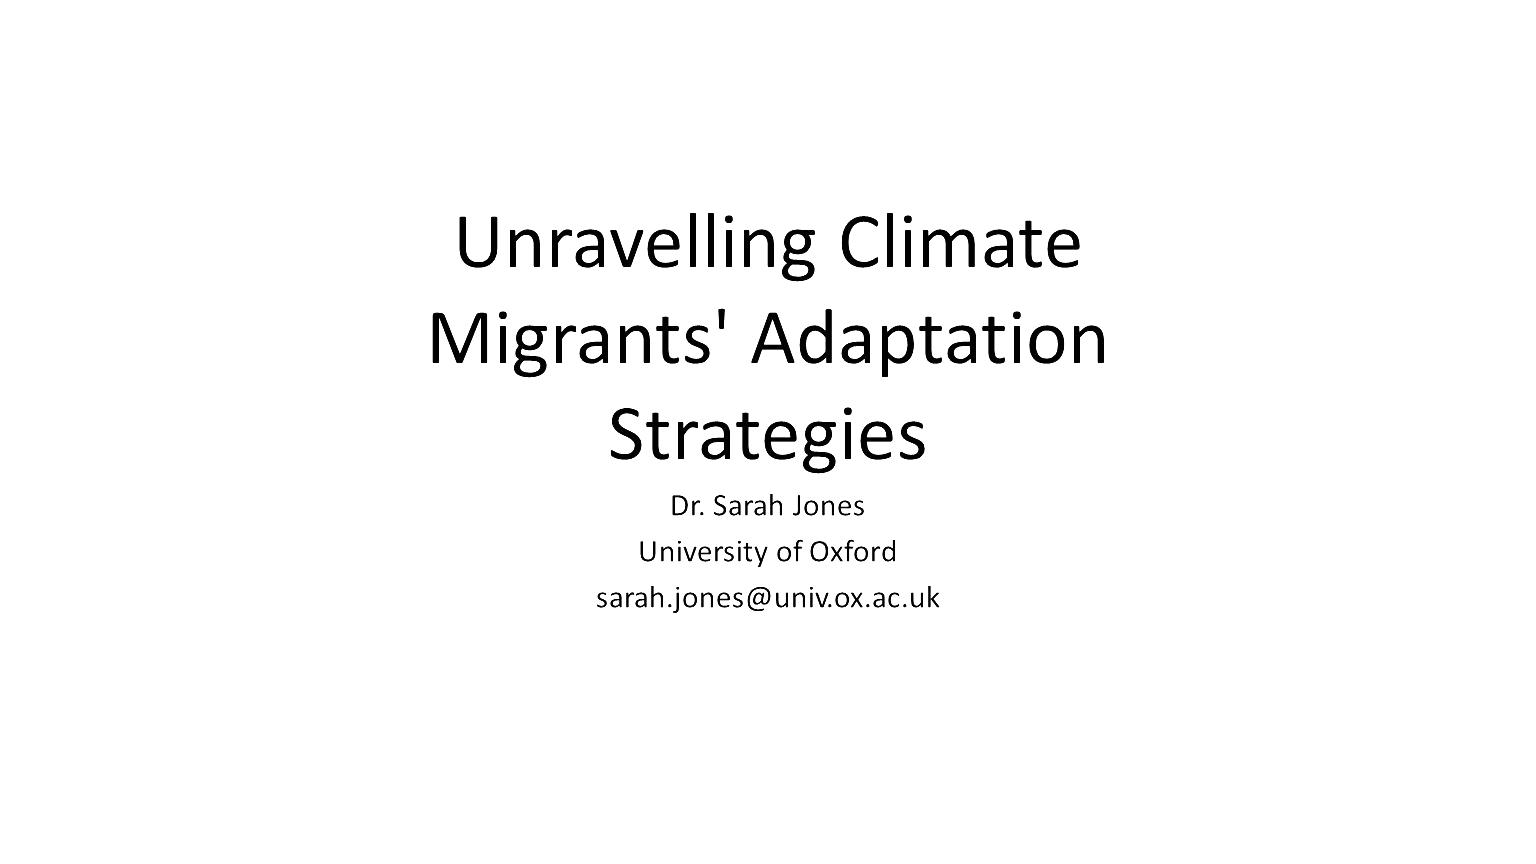 Unravelling Climate
Migrants' Adaptation
Strategies
Dr. Sarah Jones
University of Oxford
sarah.jones@univ.ox.ac.uk